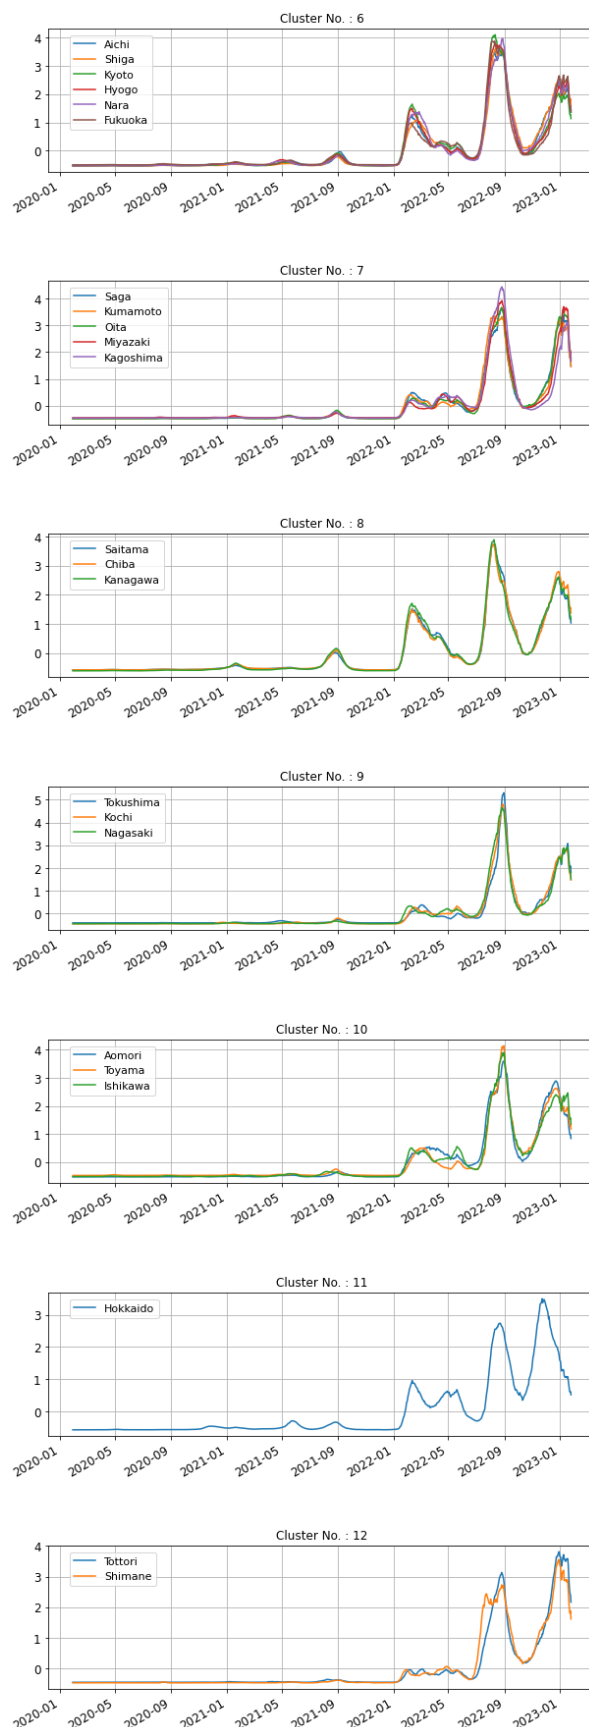 Cluster No. : 6
Aichi
Shiga
Kyoto
Hyogo
Nara
Fukuoka
4
3
2
1
0
2020-01 2020-05 2020-09 2021-01 2021-05 2021-09 2022-01 2022-05 2022-09 2023-01
Cluster No. : 7
Saga
Kumamoto
Oita
Miyazaki
Kagoshima
4
3
2
1
0
2020-01 2020-05 2020-09 2021-01 2021-05 2021-09 2022-01 2022-05 2022-09 2023-01
Cluster No. : 8
Saitama
Chiba
Kanagawa
4
3
2
1
0
2020-01 2020-05 2020-09 2021-01 2021-05 2021-09 2022-01 2022-05 2022-09 2023-01
Cluster No. : 9
Tokushima
Kochi
Nagasaki
5
4
3
2
1
0
2020-01 2020-05 2020-09 2021-01 2021-05 2021-09 2022-01 2022-05 2022-09 2023-01
Cluster No. : 10
Aomori
Toyama
Ishikawa
4
3
2
1
0
2020-01 2020-05 2020-09 2021-01 2021-05 2021-09 2022-01 2022-05 2022-09 2023-01
Cluster No. : 11
Hokkaido
3
2
1
0
2020-01 2020-05 2020-09 2021-01 2021-05 2021-09 2022-01 2022-05 2022-09 2023-01
Cluster No. : 12
Tottori
Shimane
4
3
2
1
0
2020-01 2020-05 2020-09 2021-01 2021-05 2021-09 2022-01 2022-05 2022-09 2023-01